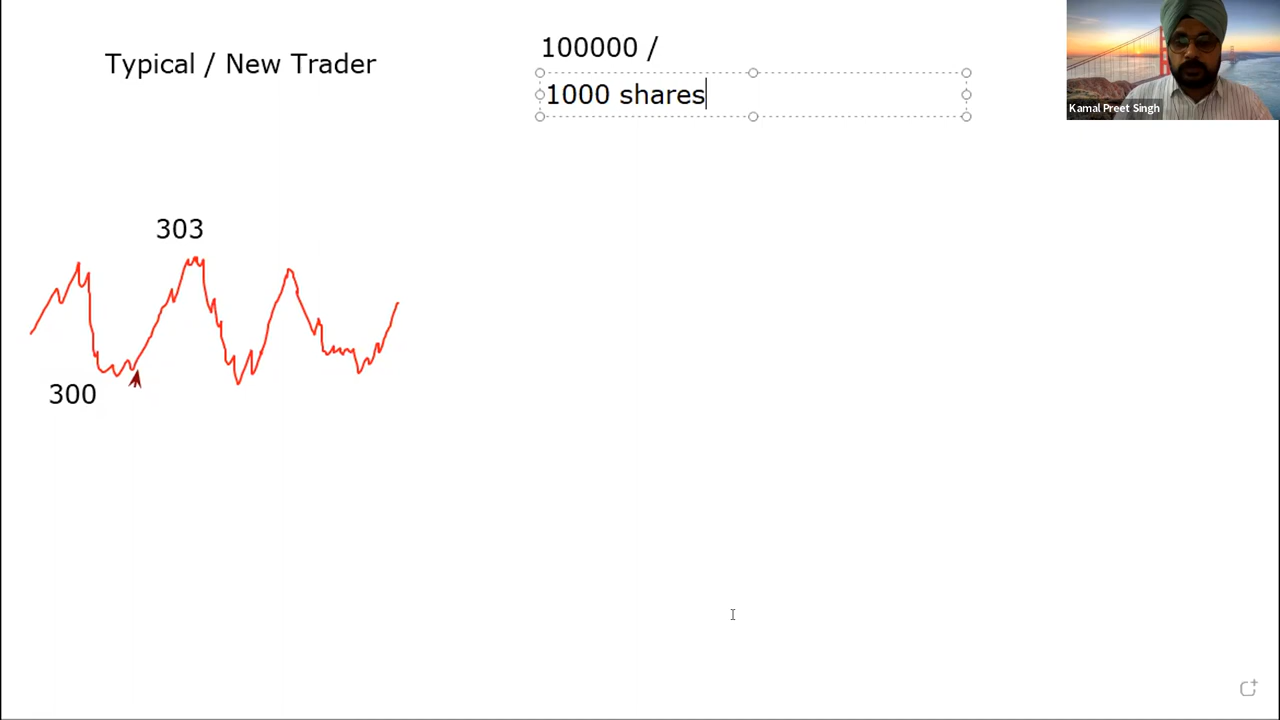 Typical / New Trader
100000 /
1000 shares
Kamal Preet Singh
303
300